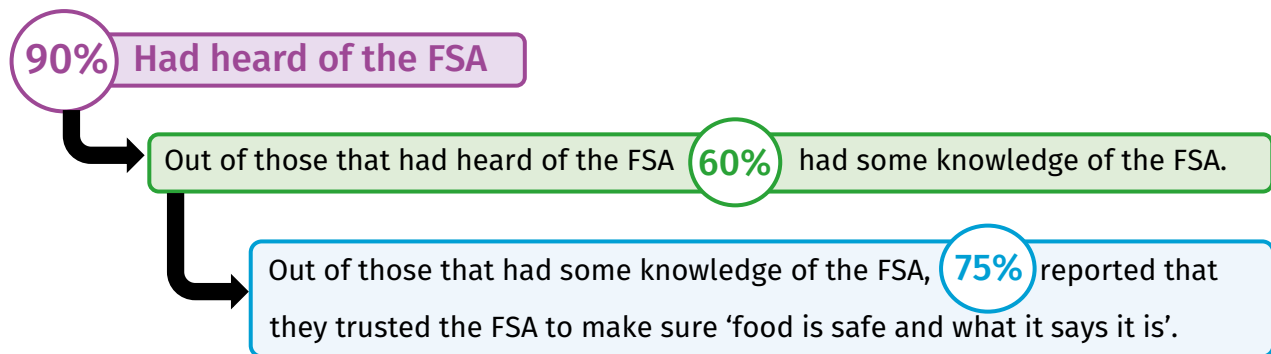 90% Had heard of the FSA
Out of those that had heard of the FSA 60% had some knowledge of the FSA.
Out of those that had some knowledge of the FSA, 75% reported that
they trusted the FSA to make sure ‘food is safe and what it says it is’.